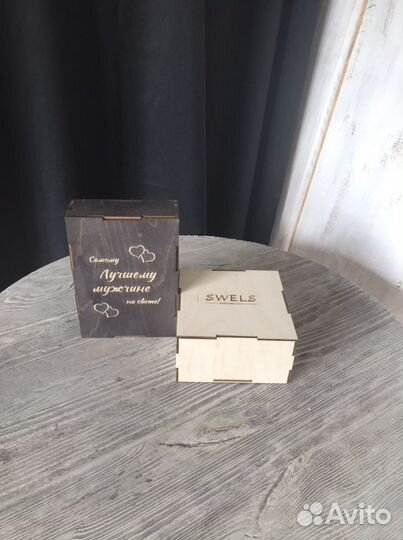 Самому
Лучшему
мужчине
на свете!
SWELS
Avito